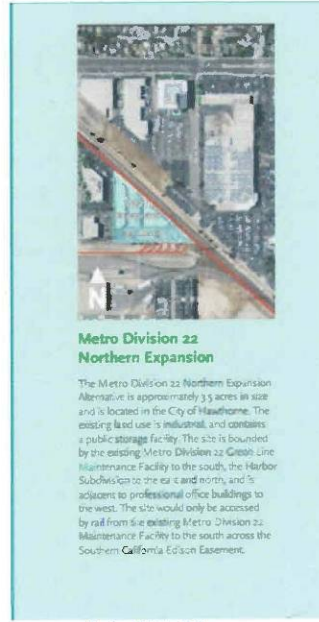 N
Metro Division 22
Northern Expansion
The Metro Division 22 Northern Expansion
Alternative is approximately 3.5 acres in size
and is located in the City of Hawthorne. The
existing land use is industrial, and contains
a public storage facility. The site is bounded
by the existing Metro Division 22 Green Line
Maintenance Facility to the south, the Harbor
Subdivision to the east and north, and is
adjacent to professional office buildings to
the west. The site would only be accessed
by rail from the existing Metro Division 22
Maintenance Facility to the south across the
Southern California Edison Easement.